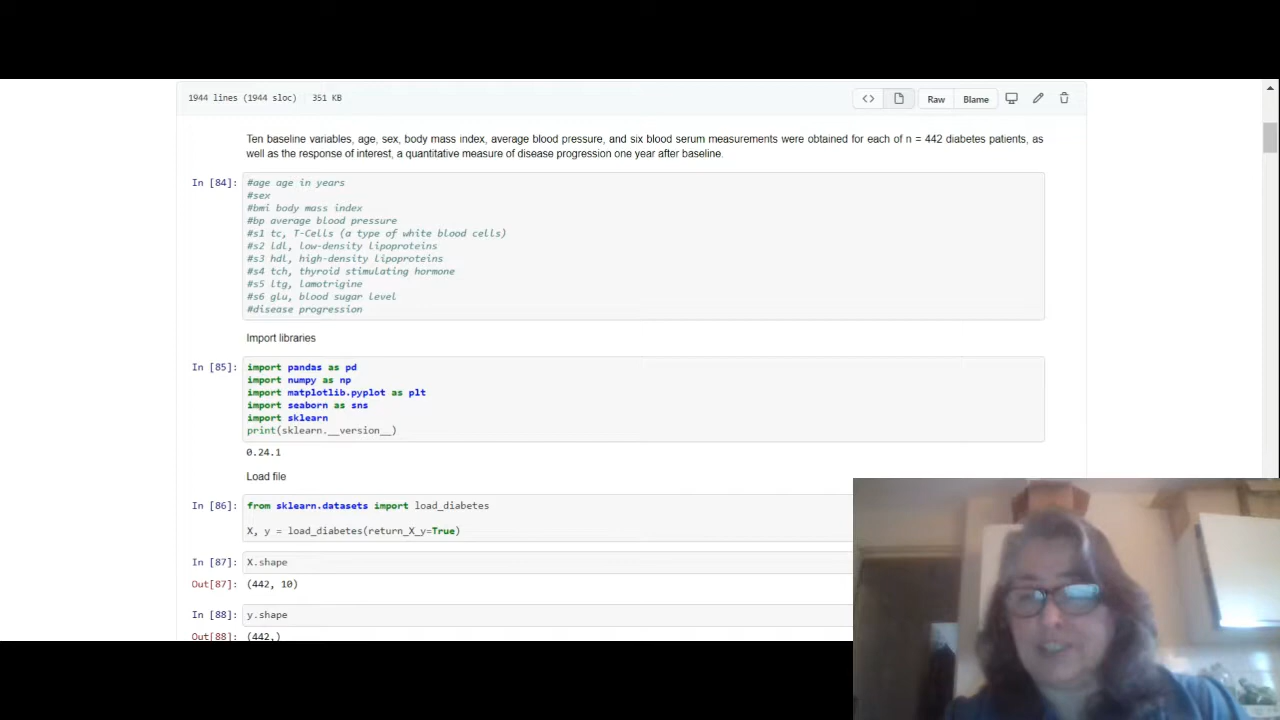 1944 lines (1944 sloc) 351 KB
Raw Blame
Ten baseline variables, age, sex, body mass index, average blood pressure, and six blood serum measurements were obtained for each of n = 442 diabetes patients, as
well as the response of interest, a quantitative measure of disease progression one year after baseline.
In [84]: #age age in years
#sex
#bmi body mass index
#bp average blood pressure
#s1 tc, T-Cells (a type of white blood cells)
#s2 ldl, low-density lipoproteins
#s3 hdl, high-density lipoproteins
#s4 tch, thyroid stimulating hormone
#s5 ltg, lamotrigine
#s6 glu, blood sugar level
#disease progression
Import libraries
In [85]: import pandas as pd
import numpy as np
import matplotlib.pyplot as plt
import seaborn as sns
import sklearn
print(sklearn.__version__)
0.24.1
Load file
In [86]: from sklearn.datasets import load_diabetes
X, y = load_diabetes(return_X_y=True)
In [87]: X.shape
Out[87]: (442, 10)
In [88]: y.shape
Out[88]: (442,)